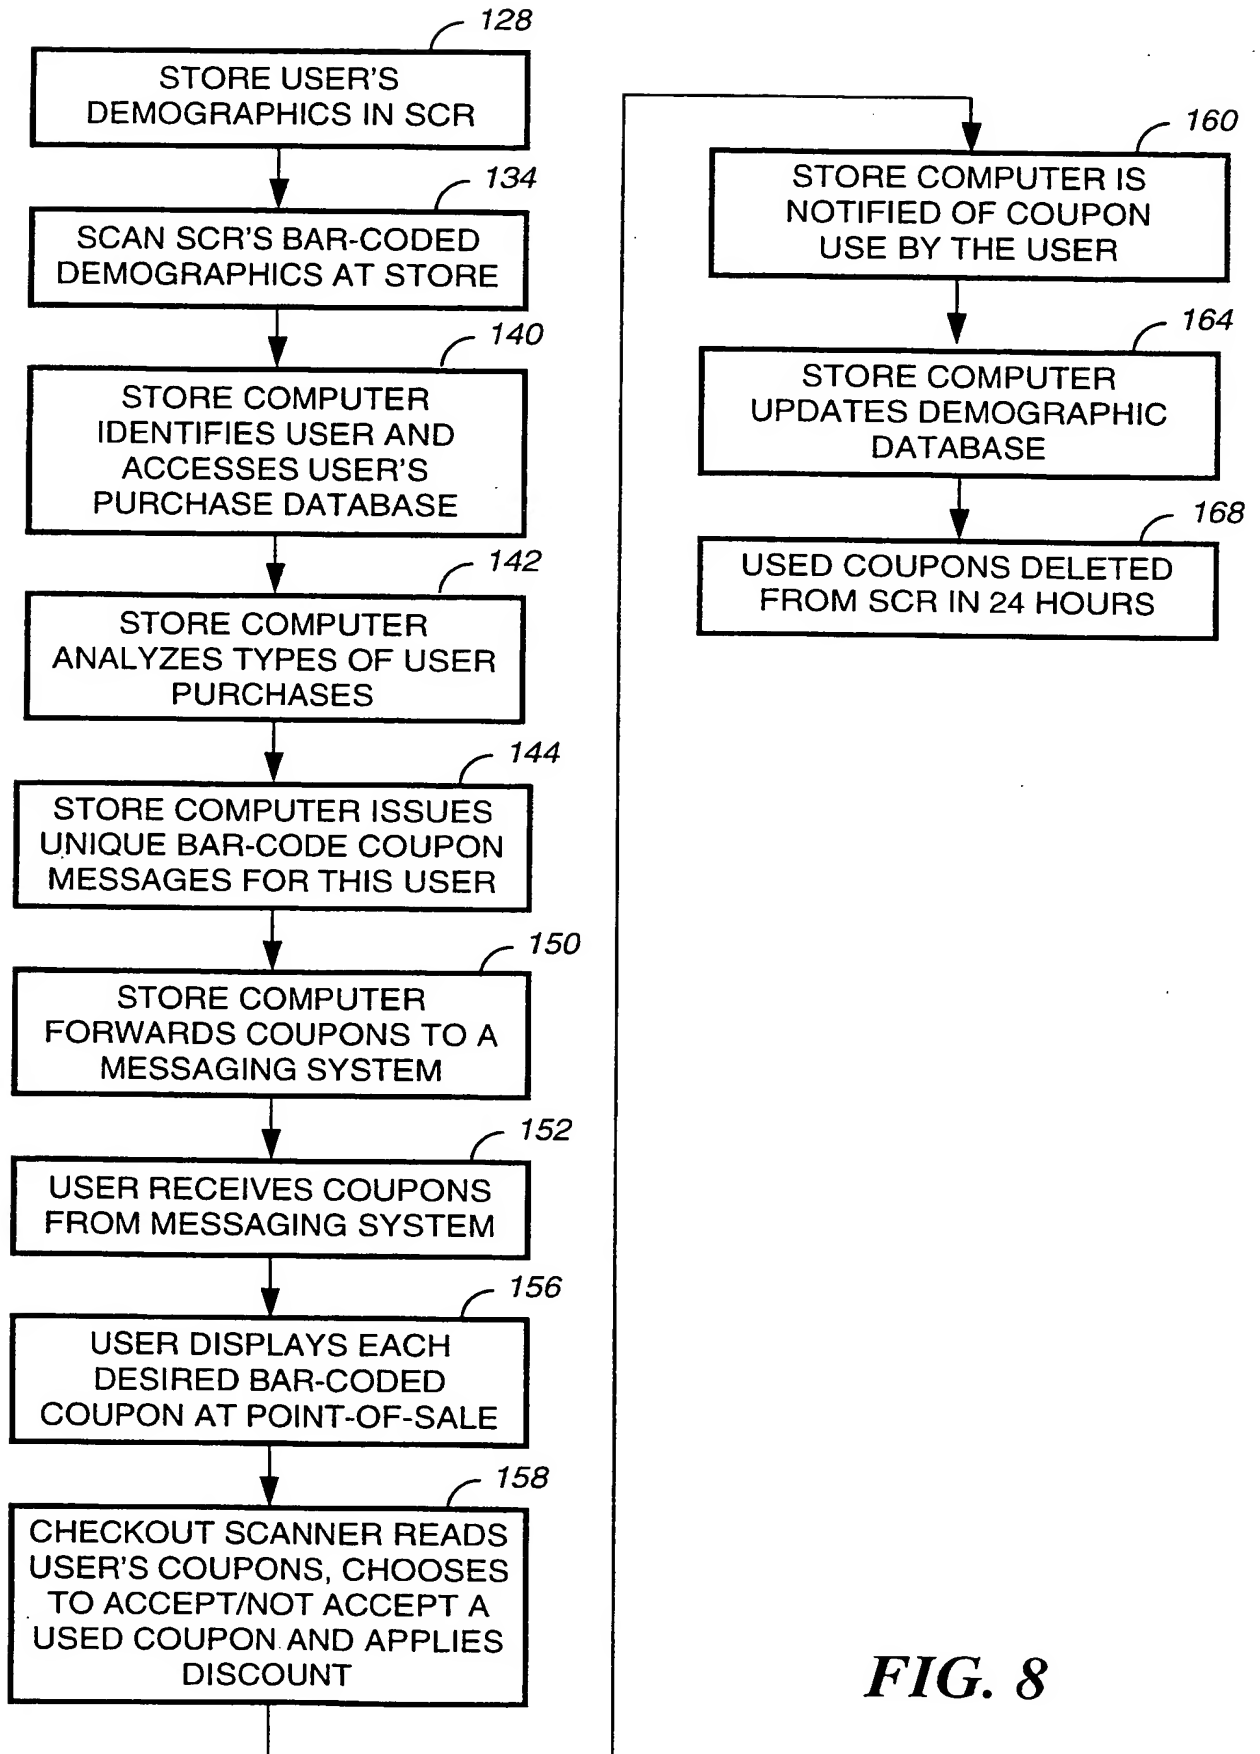 128
STORE USER'S
DEMOGRAPHICS IN SCR
134
SCAN SCR'S BAR-CODED
DEMOGRAPHICS AT STORE
140
STORE COMPUTER
IDENTIFIES USER AND
ACCESSES USER'S
PURCHASE DATABASE
142
STORE COMPUTER
ANALYZES TYPES OF USER
PURCHASES
144
STORE COMPUTER ISSUES
UNIQUE BAR-CODE COUPON
MESSAGES FOR THIS USER
150
STORE COMPUTER
FORWARDS COUPONS TO A
MESSAGING SYSTEM
152
USER RECEIVES COUPONS
FROM MESSAGING SYSTEM
156
USER DISPLAYS EACH
DESIRED BAR-CODED
COUPON AT POINT-OF-SALE
158
CHECKOUT SCANNER READS
USER'S COUPONS, CHOOSES
TO ACCEPT/NOT ACCEPT A
USED COUPON AND APPLIES
DISCOUNT
160
STORE COMPUTER IS
NOTIFIED OF COUPON
USE BY THE USER
164
STORE COMPUTER
UPDATES DEMOGRAPHIC
DATABASE
168
USED COUPONS DELETED
FROM SCR IN 24 HOURS
FIG. 8